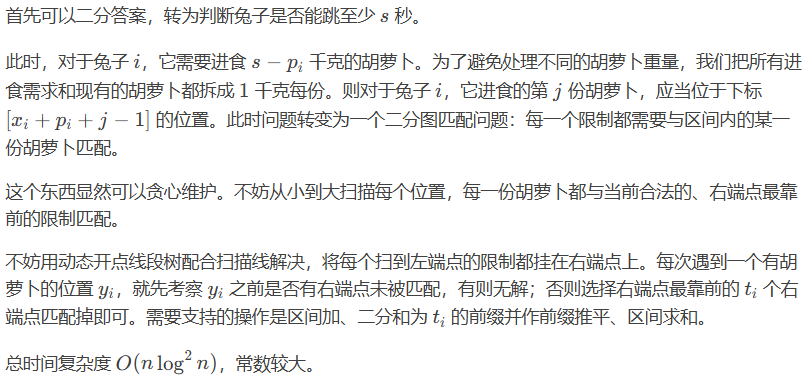 首先可以二分答案，转为判断兔子是否能跳至少 s 秒。
此时，对于兔子 i，它需要进食 s − p_i 千克的胡萝卜。为了避免处理不同的胡萝卜重量，我们把所有进
食需求和现有的胡萝卜都拆成 1 千克每份。则对于兔子 i，它进食的第 j 份胡萝卜，应当位于下标
[x_i + p_i + j − 1] 的位置。此时问题转变为一个二分图匹配问题：每一个限制都需要与区间内的某一
份胡萝卜匹配。
这个东西显然可以贪心维护。不妨从小到大扫描每个位置，每一份胡萝卜都与当前合法的、右端点最靠
前的限制匹配。
不妨用动态开点线段树配合扫描线解决，将每个扫到左端点的限制都挂在右端点上。每次遇到一个有胡
萝卜的位置 y_i，就先考察 y_i 之前是否有右端点未被匹配，有则无解；否则选择右端点最靠前的 t_i 个右
端点匹配掉即可。需要支持的操作是区间加、二分和为 t_i 的前缀并作前缀推平、区间求和。
总时间复杂度 O(n log² n)，常数较大。